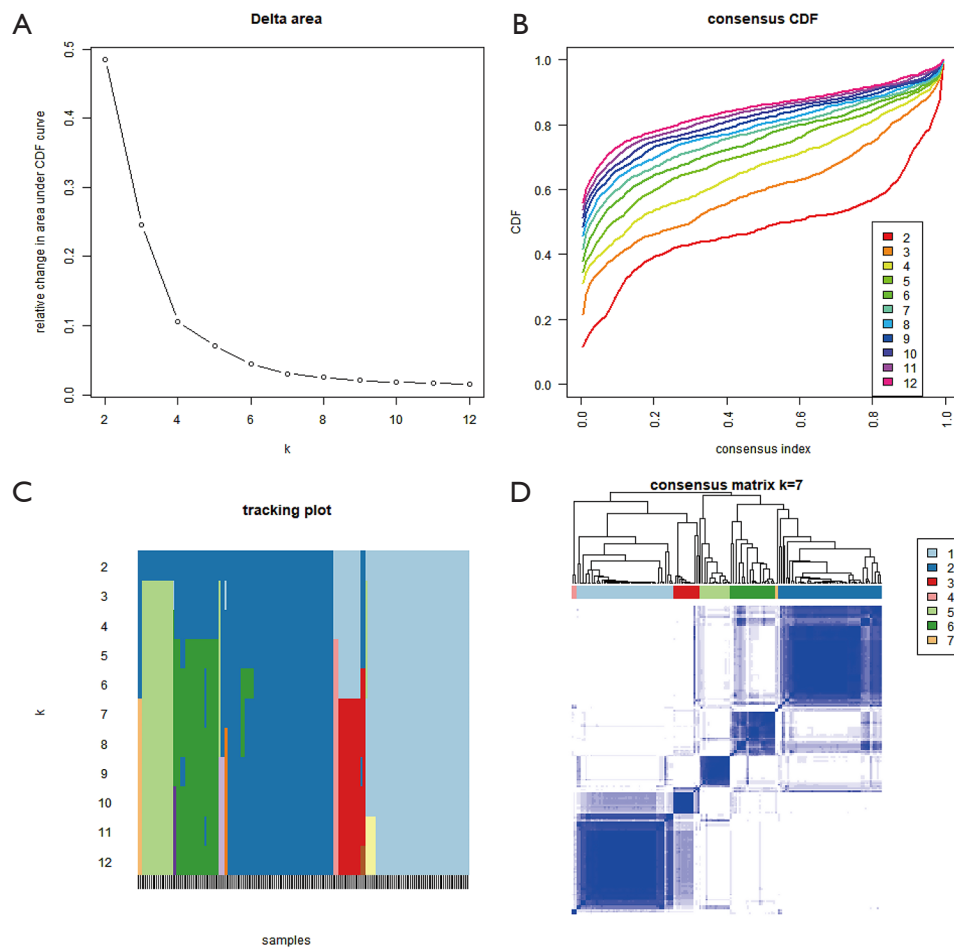 A
Delta area
relative change in area under CDF curve
0.5
0.4
0.3
0.2
0.1
0.0
2 4 6 8 10 12
k
B
consensus CDF
CDF
1.0
0.8
0.6
0.4
0.2
0.0
2
3
4
5
6
7
8
9
10
11
12
0.0 0.2 0.4 0.6 0.8 1.0
consensus index
C
tracking plot
k
2
3
4
5
6
7
8
9
10
11
12
samples
D
consensus matrix k=7
1
2
3
4
5
6
7